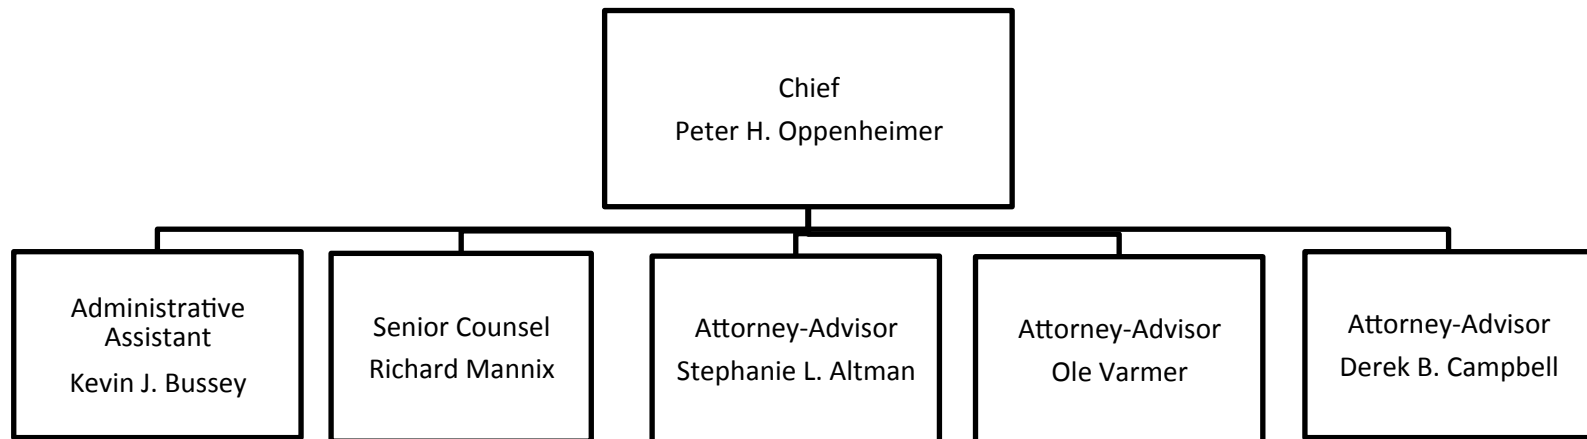 Chief
Peter H. Oppenheimer
Administrative
Assistant
Kevin J. Bussey
Senior Counsel
Richard Mannix
Attorney-Advisor
Stephanie L. Altman
Attorney-Advisor
Ole Varmer
Attorney-Advisor
Derek B. Campbell